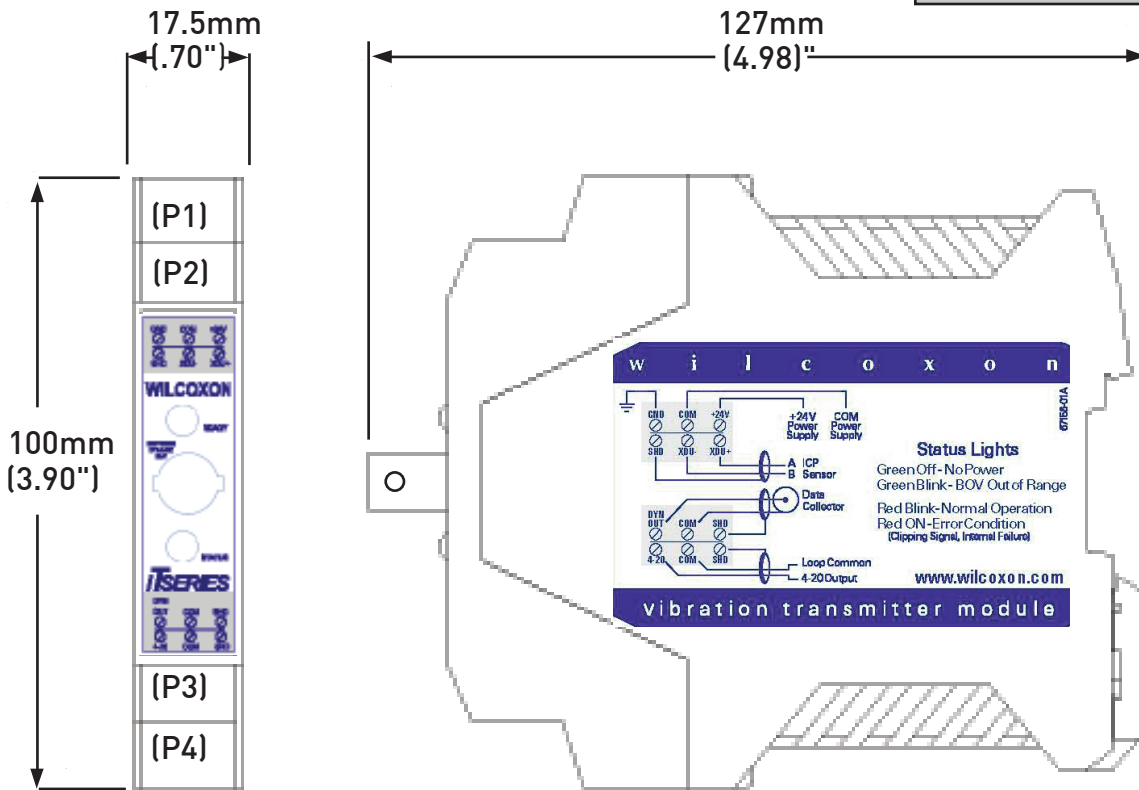 17.5mm
(.70")
127mm
(4.98)"
100mm
(3.90")
(P1)
(P2)
WILCOXON
READY
STATUS
iTSERIES
(P3)
(P4)
w i l c o x o n
67158-01A
GND COM +24V
SHD XDU- XDU+
+24V
Power
Supply
COM
Power
Supply
A ICP
B Sensor
Data
Collector
DYN
OUT COM SHD
4-20 COM SHD
Loop Common
4-20 Output
Status Lights
Green Off - No Power
Green Blink - BOV Out of Range
Red Blink - Normal Operation
Red ON - Error Condition
(Clipping Signal, Internal Failure)
www.wilcoxon.com
vibration transmitter module